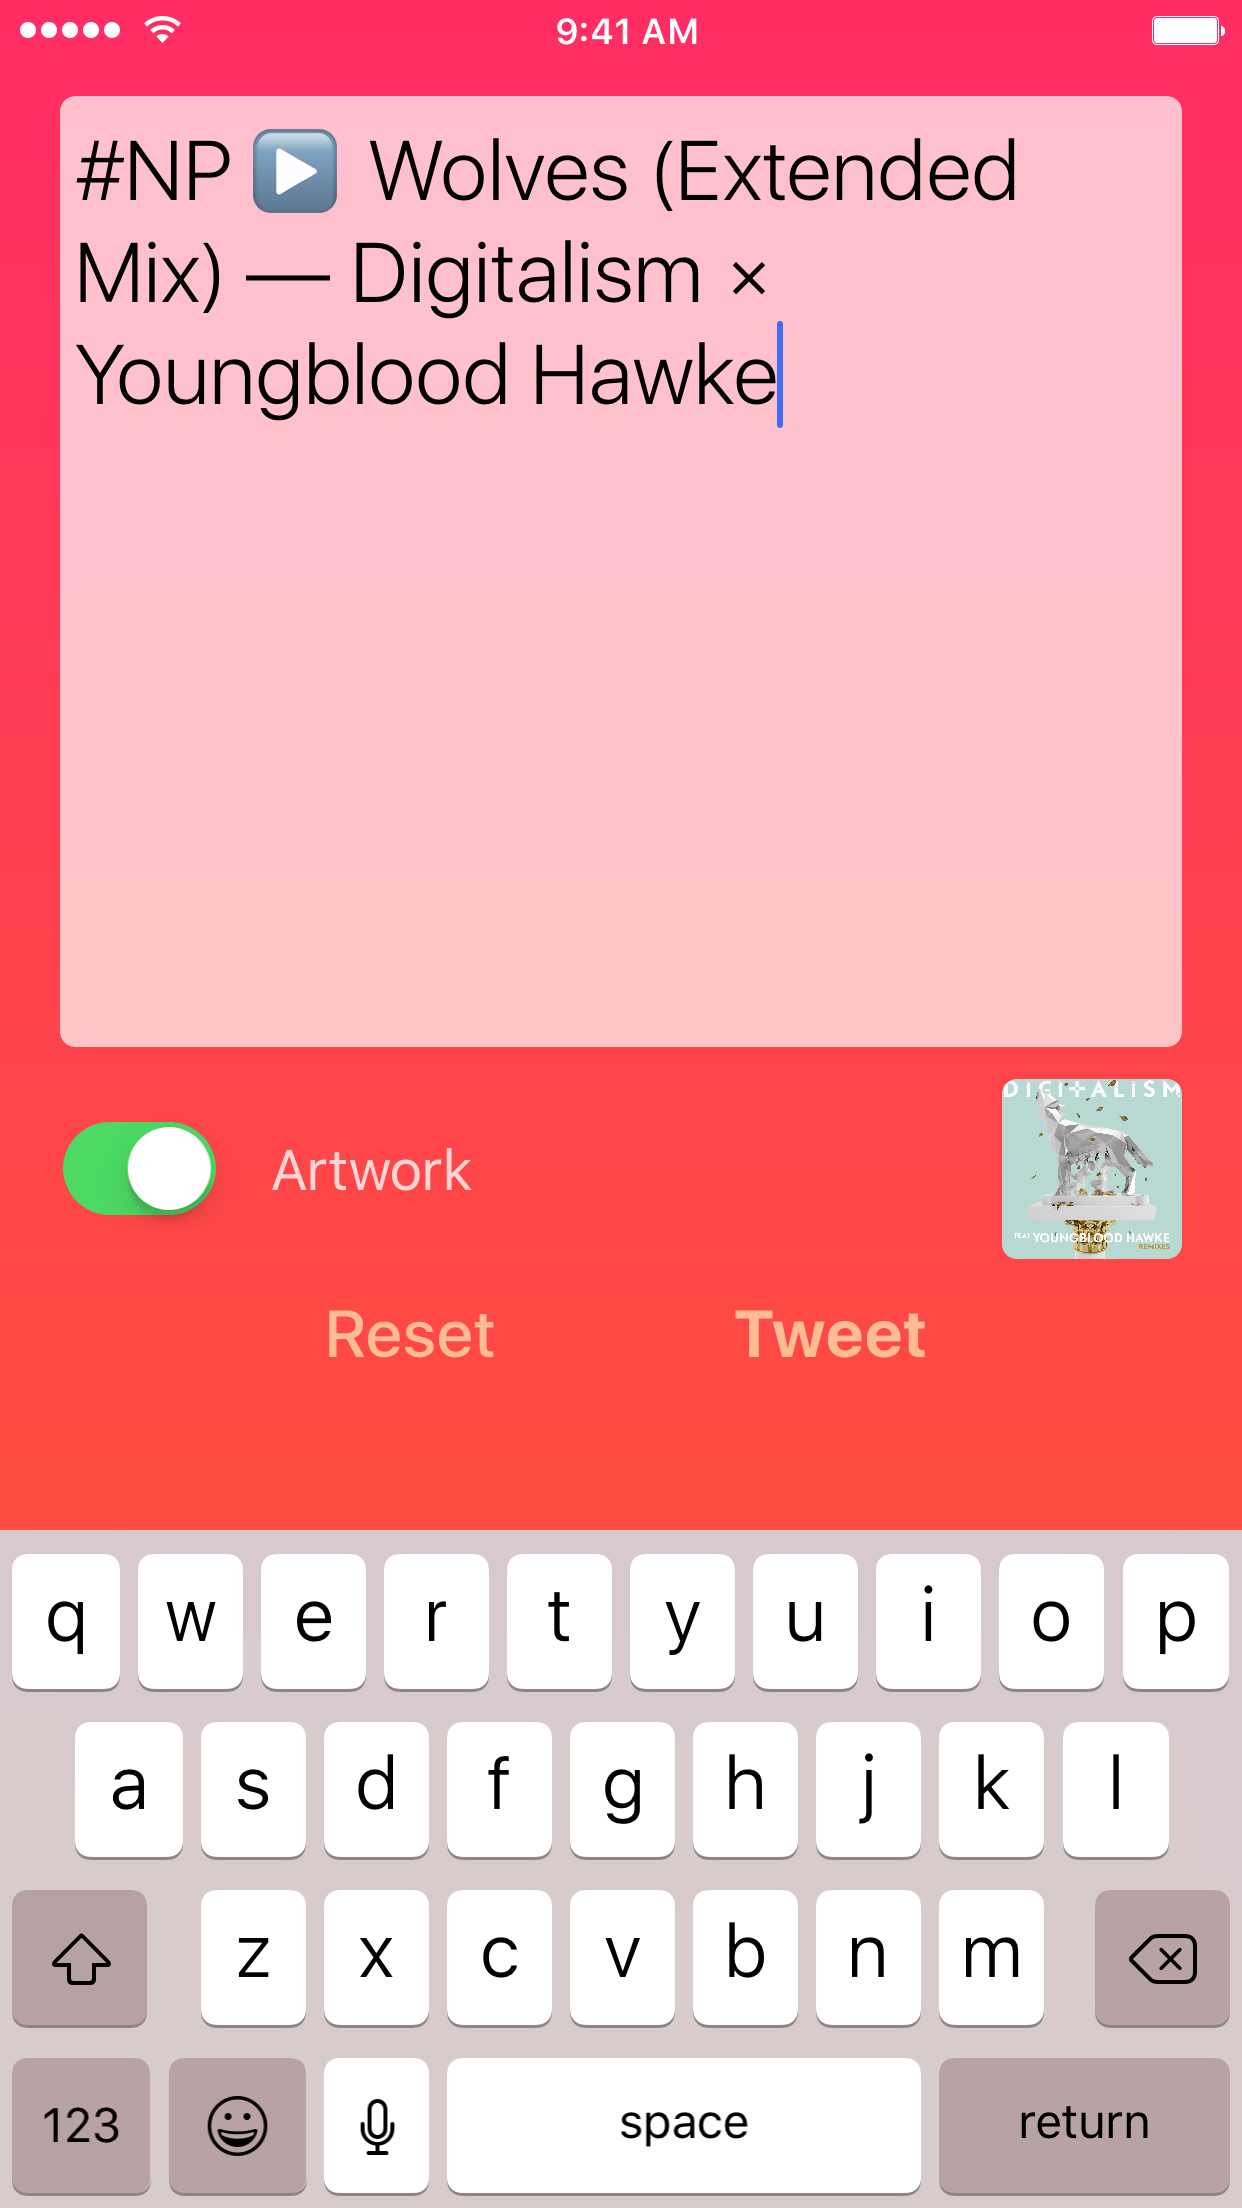 9:41 AM
#NP ▶️ Wolves (Extended
Mix) — Digitalism ×
Youngblood Hawke
Artwork
DIGITALISM
FEAT. YOUNGBLOOD HAWKE
REMIXES
Reset Tweet
q w e r t y u i o p
a s d f g h j k l
z x c v b n m
123 space return